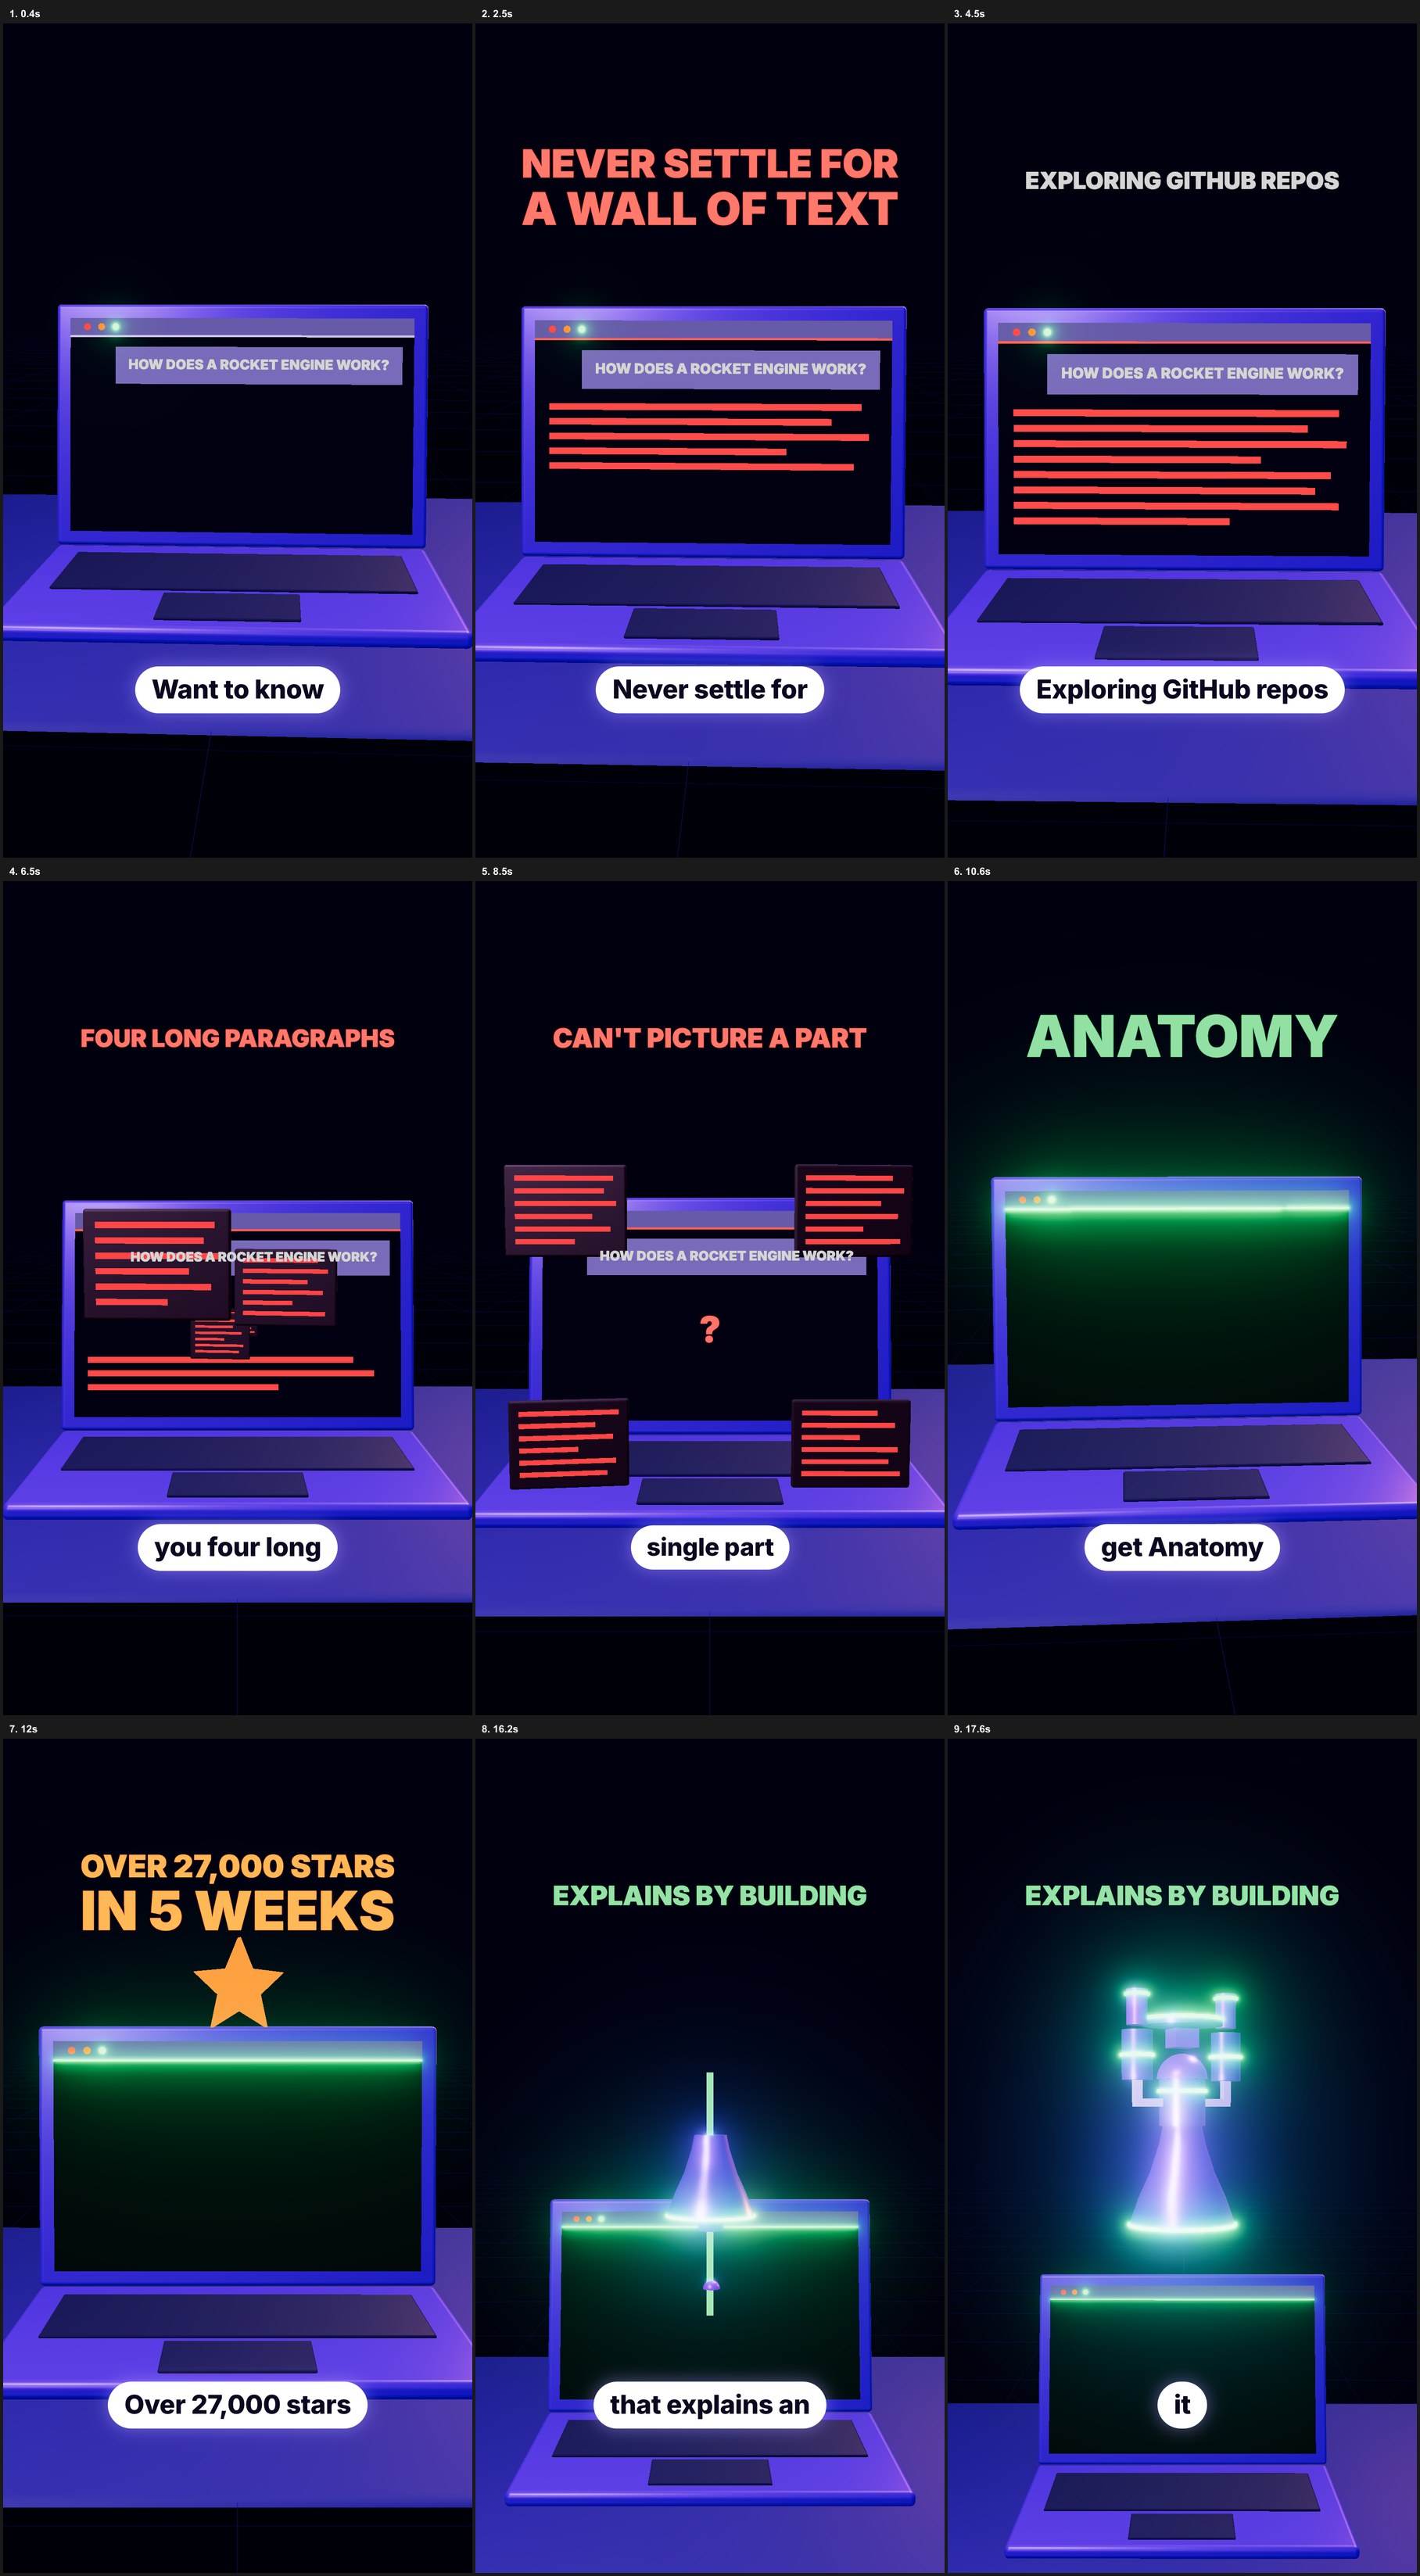 1. 0.4s
HOW DOES A ROCKET ENGINE WORK?
Want to know
2. 2.5s
NEVER SETTLE FOR
A WALL OF TEXT
HOW DOES A ROCKET ENGINE WORK?
Never settle for
3. 4.5s
EXPLORING GITHUB REPOS
HOW DOES A ROCKET ENGINE WORK?
Exploring GitHub repos
4. 6.5s
FOUR LONG PARAGRAPHS
HOW DOES A ROCKET ENGINE WORK?
you four long
5. 8.5s
CAN'T PICTURE A PART
HOW DOES A ROCKET ENGINE WORK?
?
single part
6. 10.6s
ANATOMY
get Anatomy
7. 12s
OVER 27,000 STARS
IN 5 WEEKS
Over 27,000 stars
8. 16.2s
EXPLAINS BY BUILDING
that explains an
9. 17.6s
EXPLAINS BY BUILDING
it